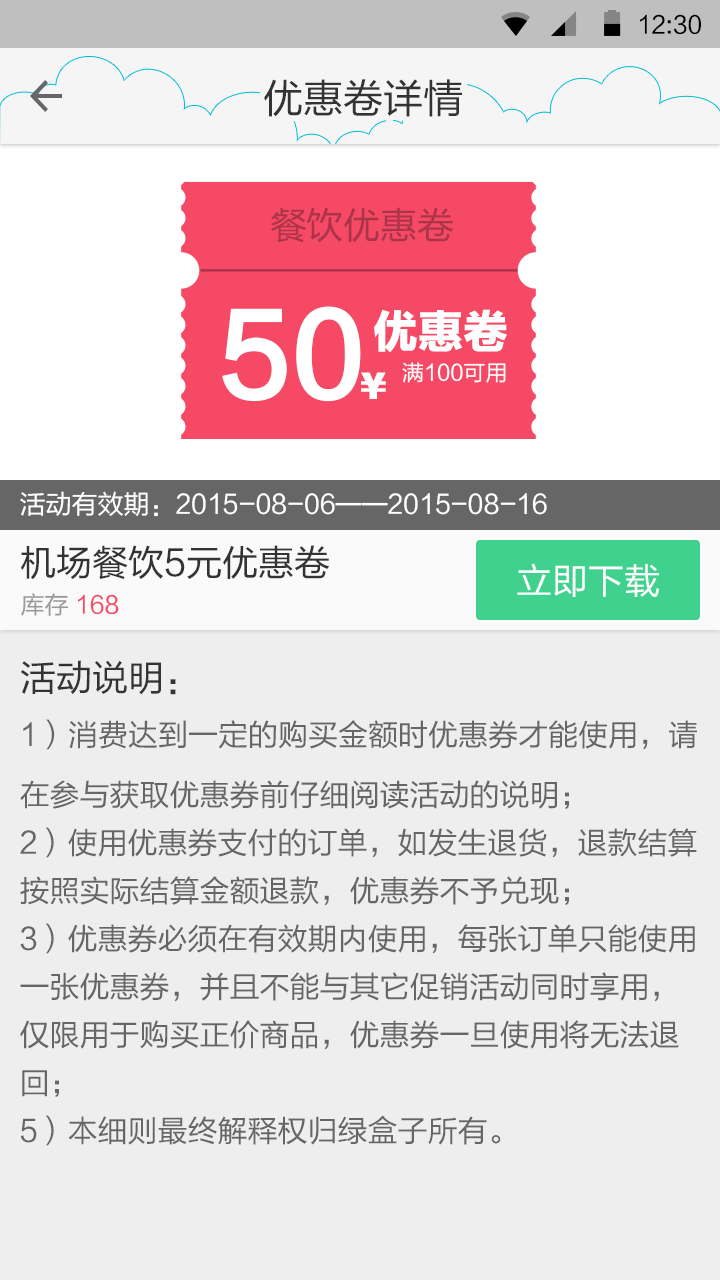 12:30
优惠卷详情
餐饮优惠卷
50¥ 优惠卷
满100可用
活动有效期：2015-08-06——2015-08-16
机场餐饮5元优惠卷
立即下载
库存 168
活动说明：
1）消费达到一定的购买金额时优惠券才能使用，请
在参与获取优惠券前仔细阅读活动的说明；
2）使用优惠券支付的订单，如发生退货，退款结算
按照实际结算金额退款，优惠券不予兑现；
3）优惠券必须在有效期内使用，每张订单只能使用
一张优惠券，并且不能与其它促销活动同时享用，
仅限用于购买正价商品，优惠券一旦使用将无法退
回；
5）本细则最终解释权归绿盒子所有。